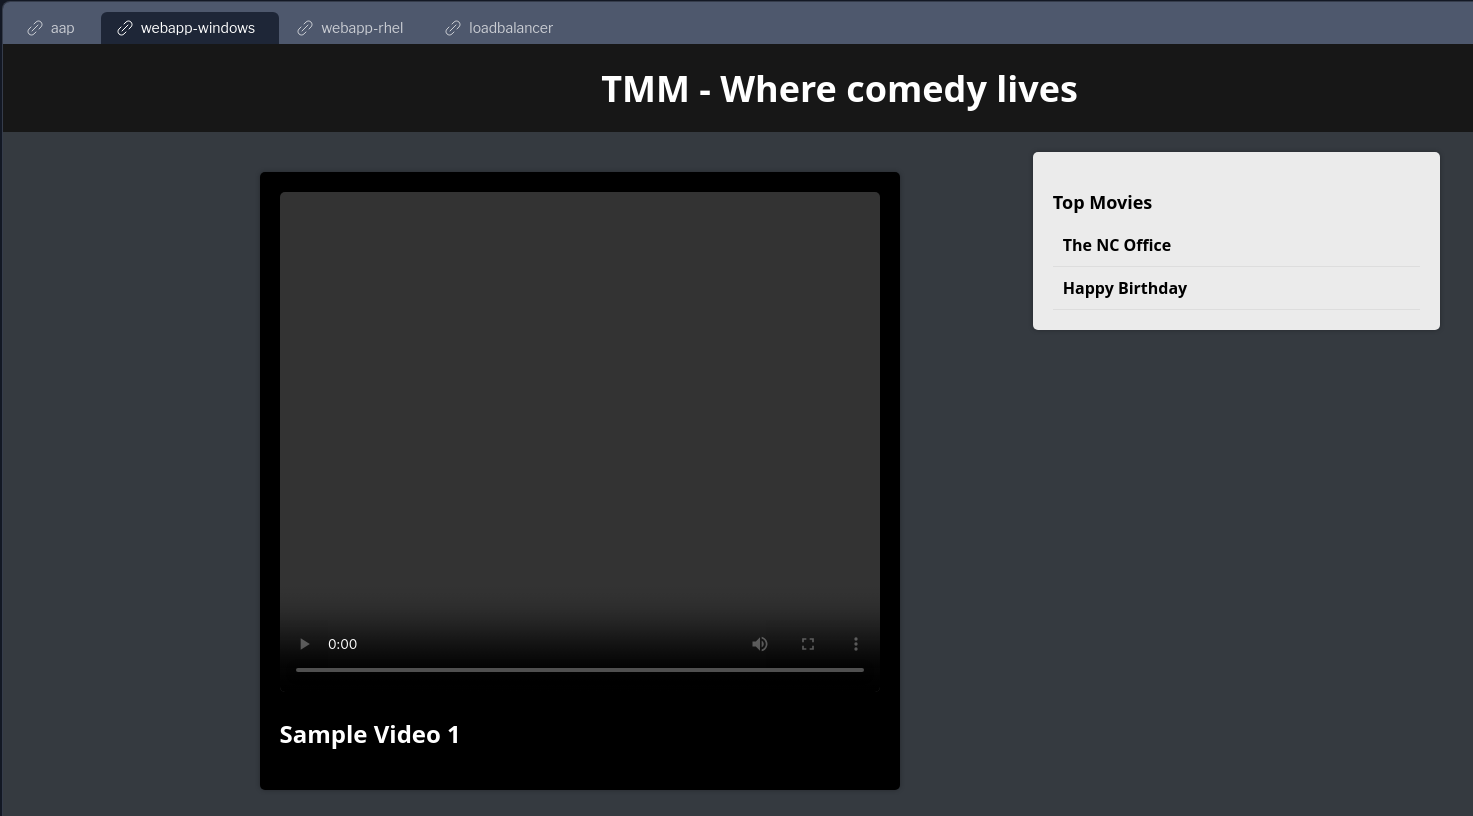 aap
webapp-windows
webapp-rhel
loadbalancer
TMM - Where comedy lives
Top Movies
The NC Office
Happy Birthday
0:00
Sample Video 1